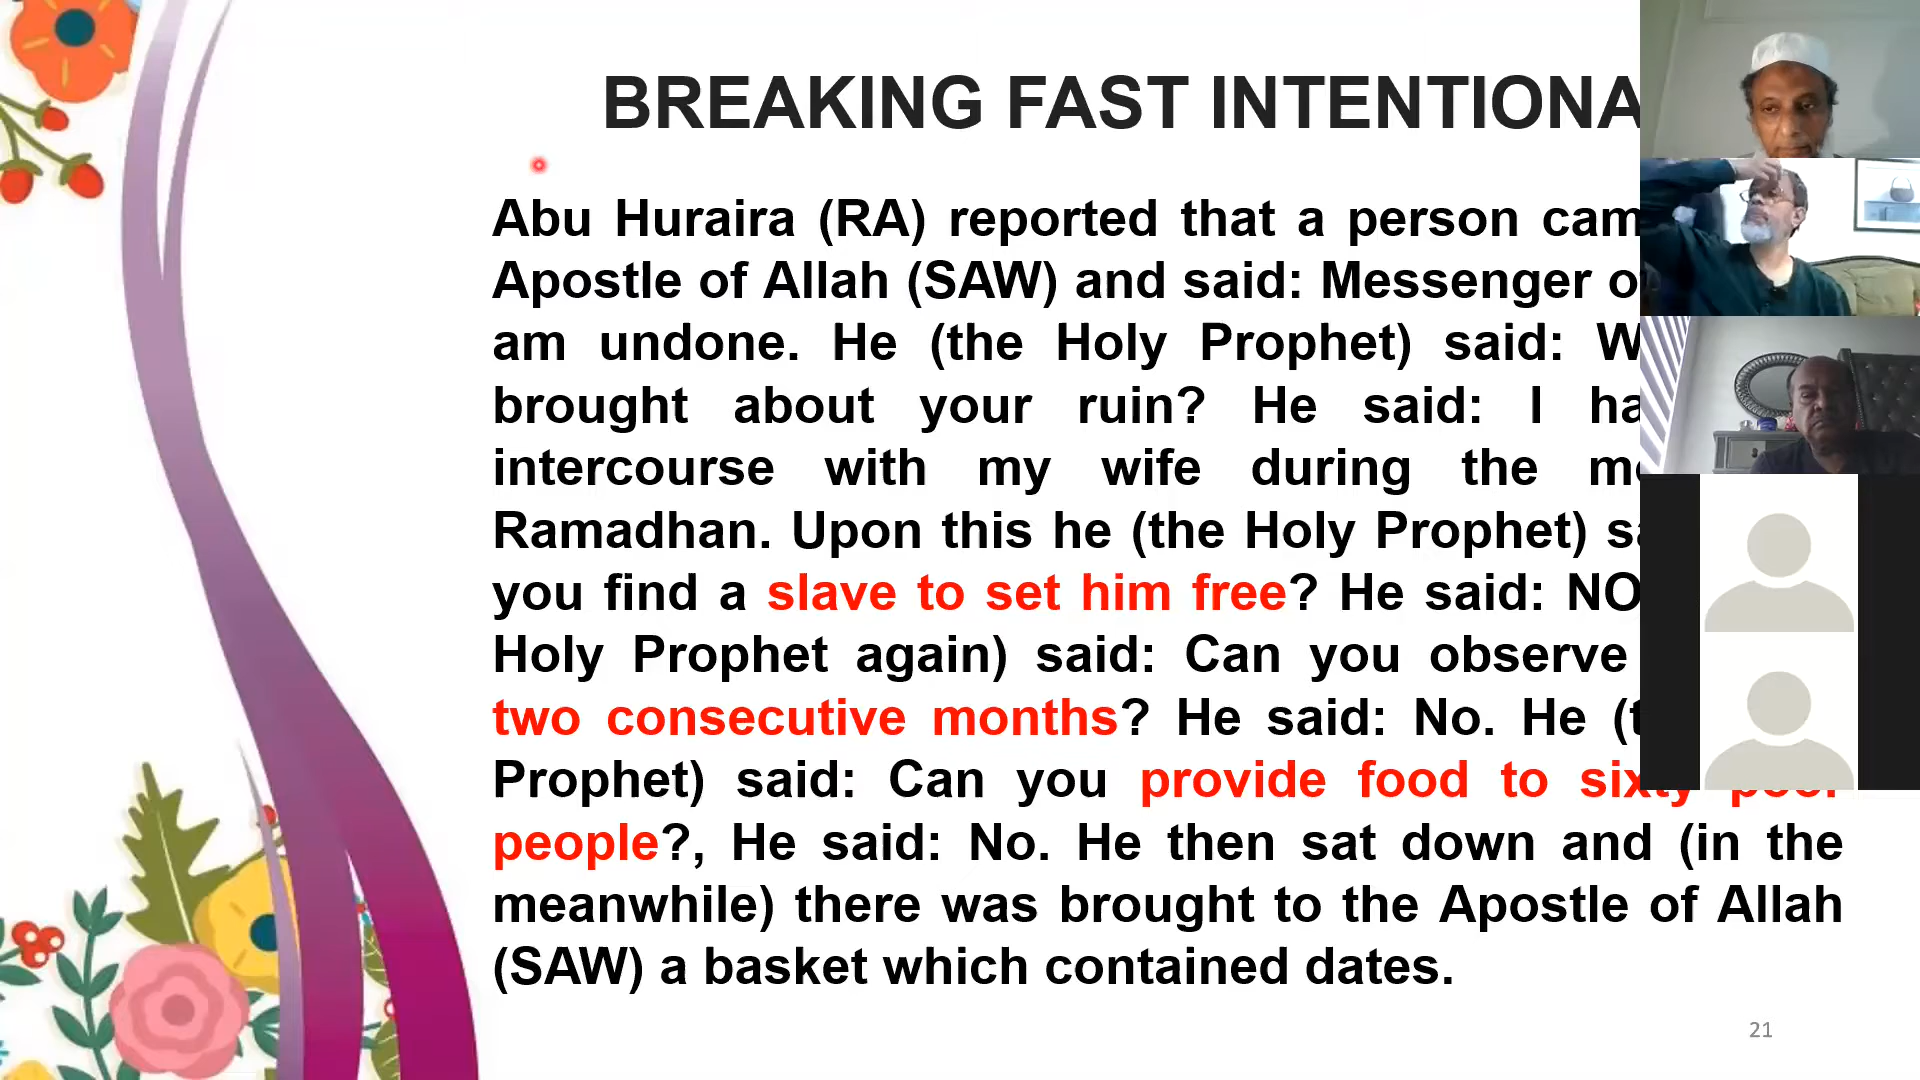 BREAKING FAST
Abu Huraira (RA) reported that a person
Apostle of Allah (SAW) and said: Messenger
am undone. He (the Holy Prophet) said:
brought about your ruin? He said: I
intercourse with my wife during the
Ramadhan. Upon this he (the Holy Prophet)
you find a slave to set him free? He said: NO
Holy Prophet again) said: Can you observe
two consecutive months? He said: No. He
Prophet) said: Can you provide food to sixty poor
people?, He said: No. He then sat down and (in the
meanwhile) there was brought to the Apostle of Allah
(SAW) a basket which contained dates.
21